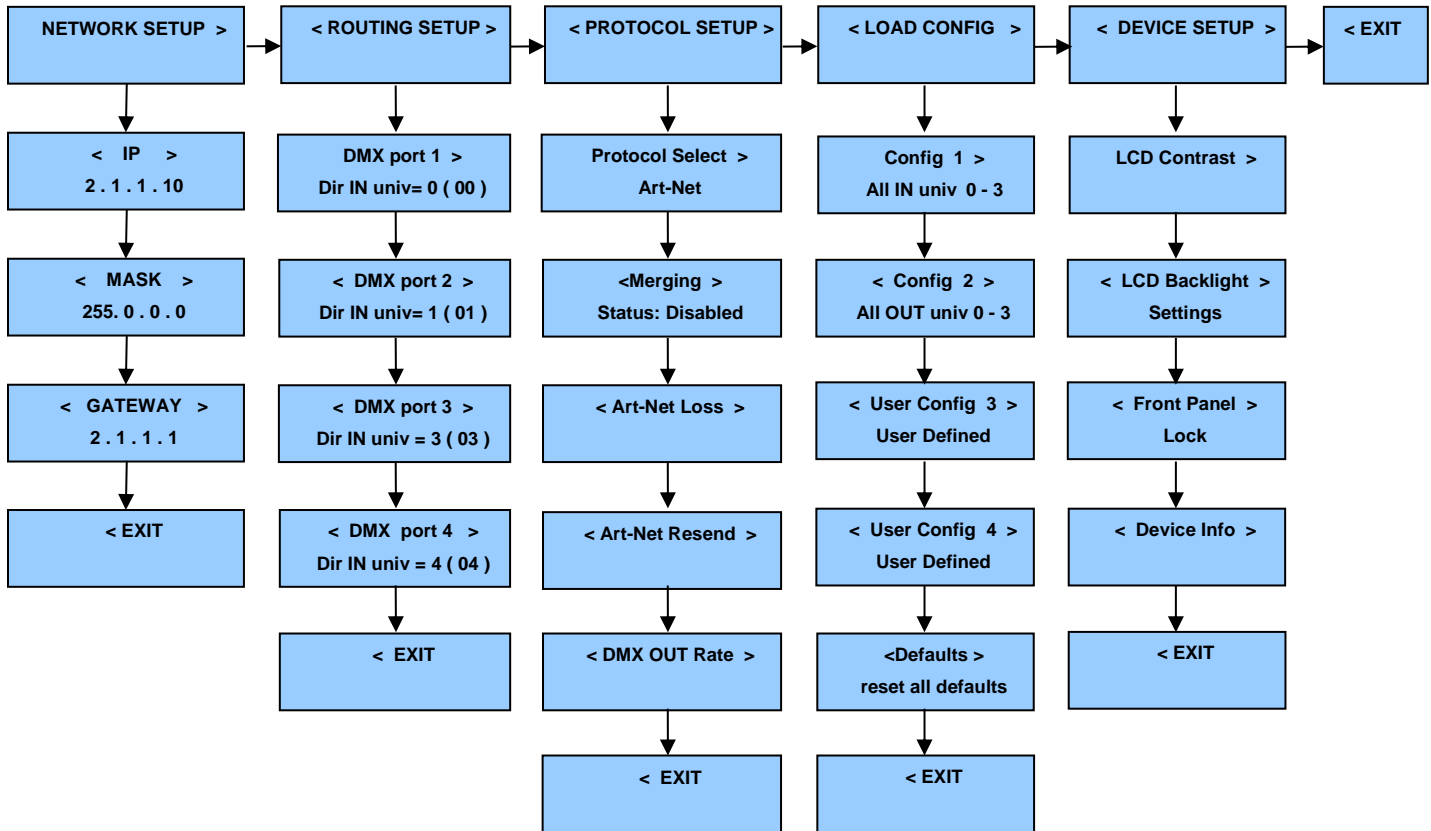 NETWORK SETUP >
< ROUTING SETUP >
< PROTOCOL SETUP >
< LOAD CONFIG >
< DEVICE SETUP >
< EXIT
< IP >
2 . 1 . 1 . 10
< MASK >
255. 0 . 0 . 0
< GATEWAY >
2 . 1 . 1 . 1
< EXIT
DMX port 1 >
Dir IN univ= 0 ( 00 )
< DMX port 2 >
Dir IN univ= 1 ( 01 )
< DMX port 3 >
Dir IN univ = 3 ( 03 )
< DMX port 4 >
Dir IN univ = 4 ( 04 )
< EXIT
Protocol Select >
Art-Net
<Merging >
Status: Disabled
< Art-Net Loss >
< Art-Net Resend >
< DMX OUT Rate >
< EXIT
Config 1 >
All IN univ 0 - 3
< Config 2 >
All OUT univ 0 - 3
< User Config 3 >
User Defined
< User Config 4 >
User Defined
<Defaults >
reset all defaults
< EXIT
LCD Contrast >
< LCD Backlight >
Settings
< Front Panel >
Lock
< Device Info >
< EXIT